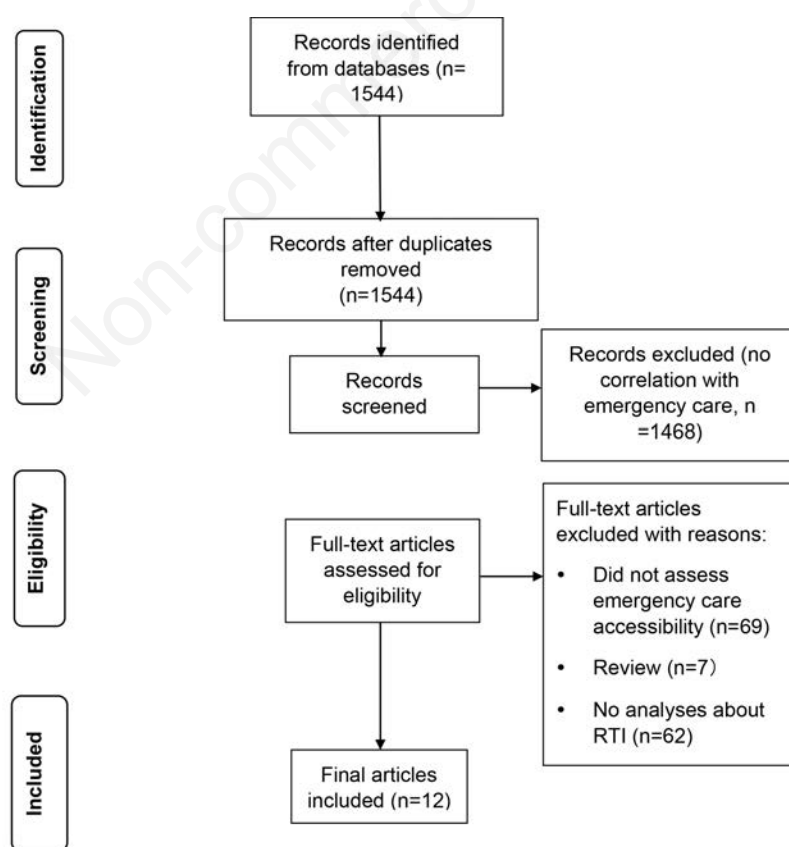 Non-commerc
Identification
Records identified
from databases (n=
1544)
Screening
Records after duplicates
removed
(n=1544)
Records
screened
Records excluded (no
correlation with
emergency care, n
=1468)
Eligibility
Full-text articles
assessed for
eligibility
Full-text articles
excluded with reasons:
• Did not assess
emergency care
accessibility (n=69)
• Review (n=7)
• No analyses about
RTI (n=62)
Included
Final articles
included (n=12)